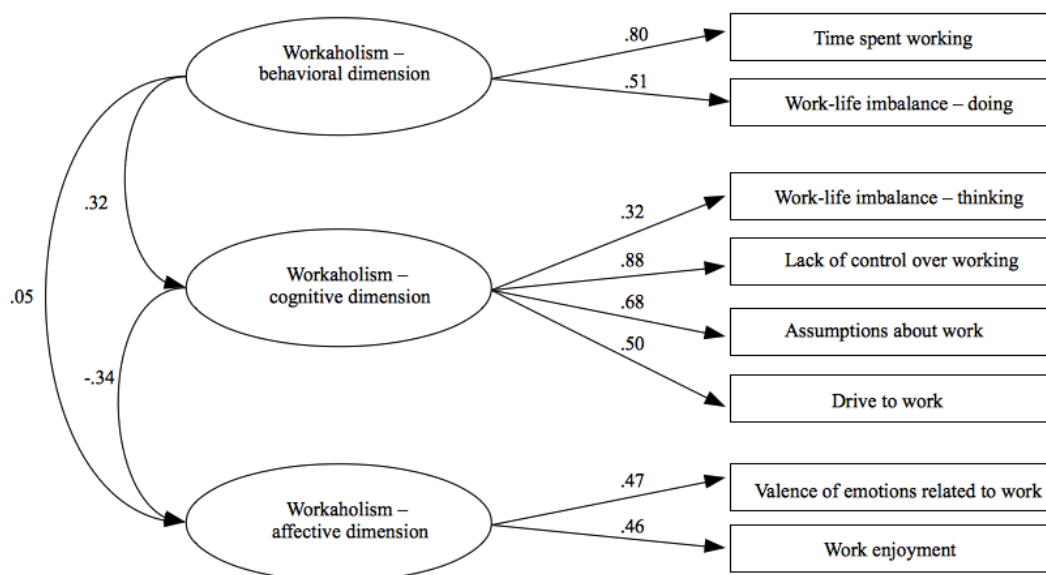 Workaholism –
behavioral dimension
.80
Time spent working
.51
Work-life imbalance – doing
.32
.05
Workaholism –
cognitive dimension
.32
Work-life imbalance – thinking
.88
Lack of control over working
.68
Assumptions about work
.50
Drive to work
-.34
Workaholism –
affective dimension
.47
Valence of emotions related to work
.46
Work enjoyment